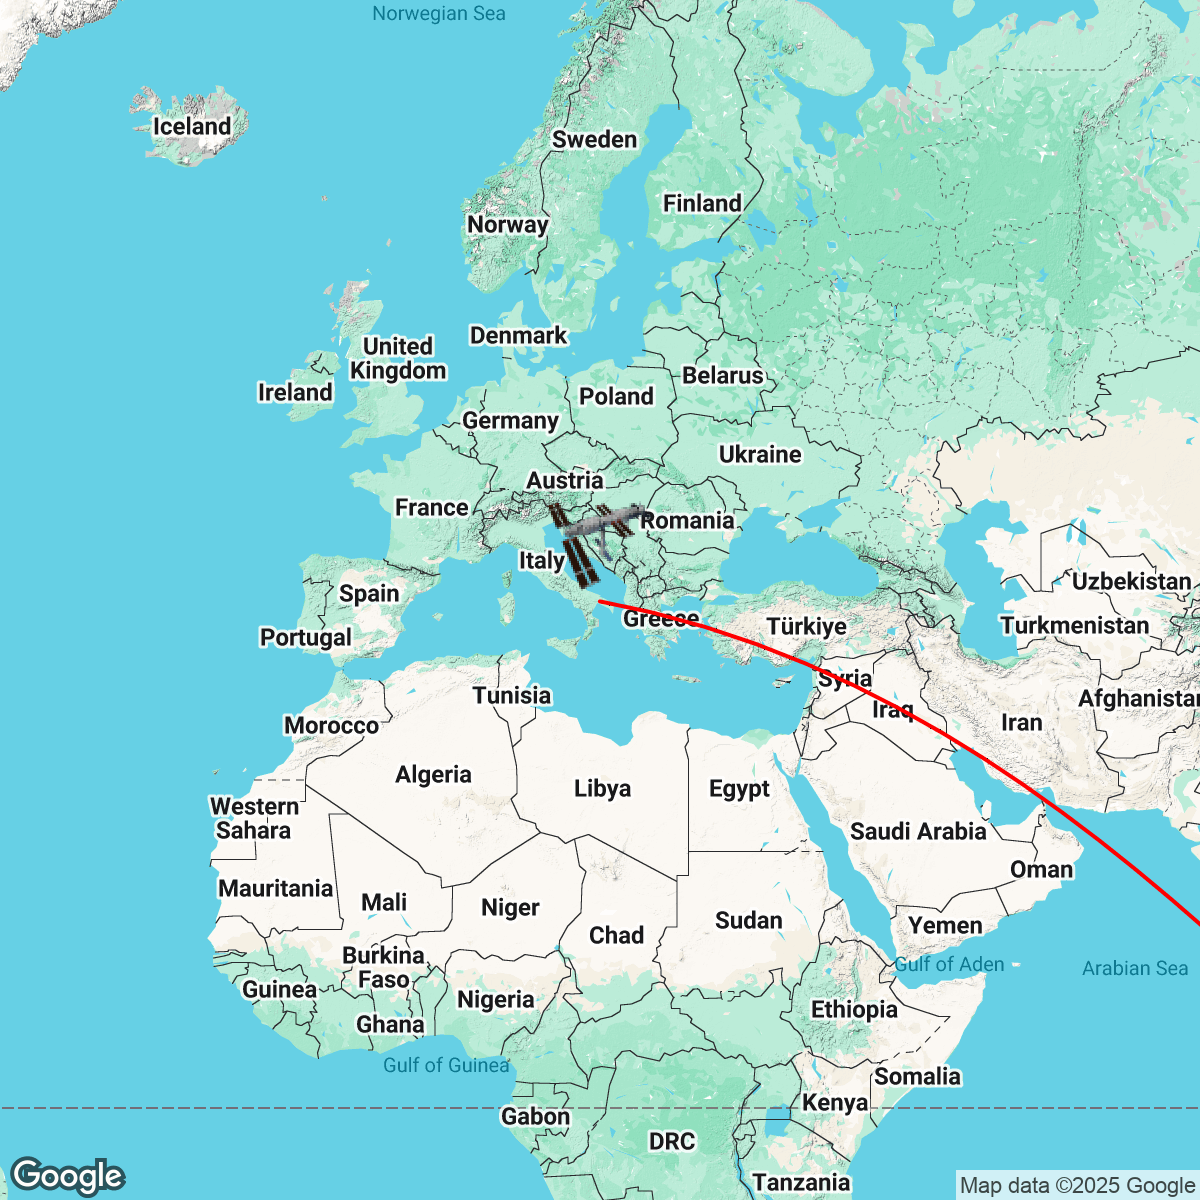 Norwegian Sea
Iceland
Sweden
Finland
Norway
Denmark
United
Kingdom
Ireland
Belarus
Poland
Germany
Ukraine
Austria
France
Romania
Italy
Spain
Uzbekistan
Greece
Türkiye
Turkmenistan
Portugal
Syria
Tunisia
Afghanistan
Iraq
Iran
Morocco
Algeria
Libya
Egypt
Western
Sahara
Saudi Arabia
Oman
Mauritania
Mali
Niger
Sudan
Yemen
Chad
Burkina
Faso
Gulf of Aden
Arabian Sea
Guinea
Nigeria
Ethiopia
Ghana
Gulf of Guinea
Somalia
Kenya
Gabon
DRC
Tanzania
Google
Map data ©2025 Google